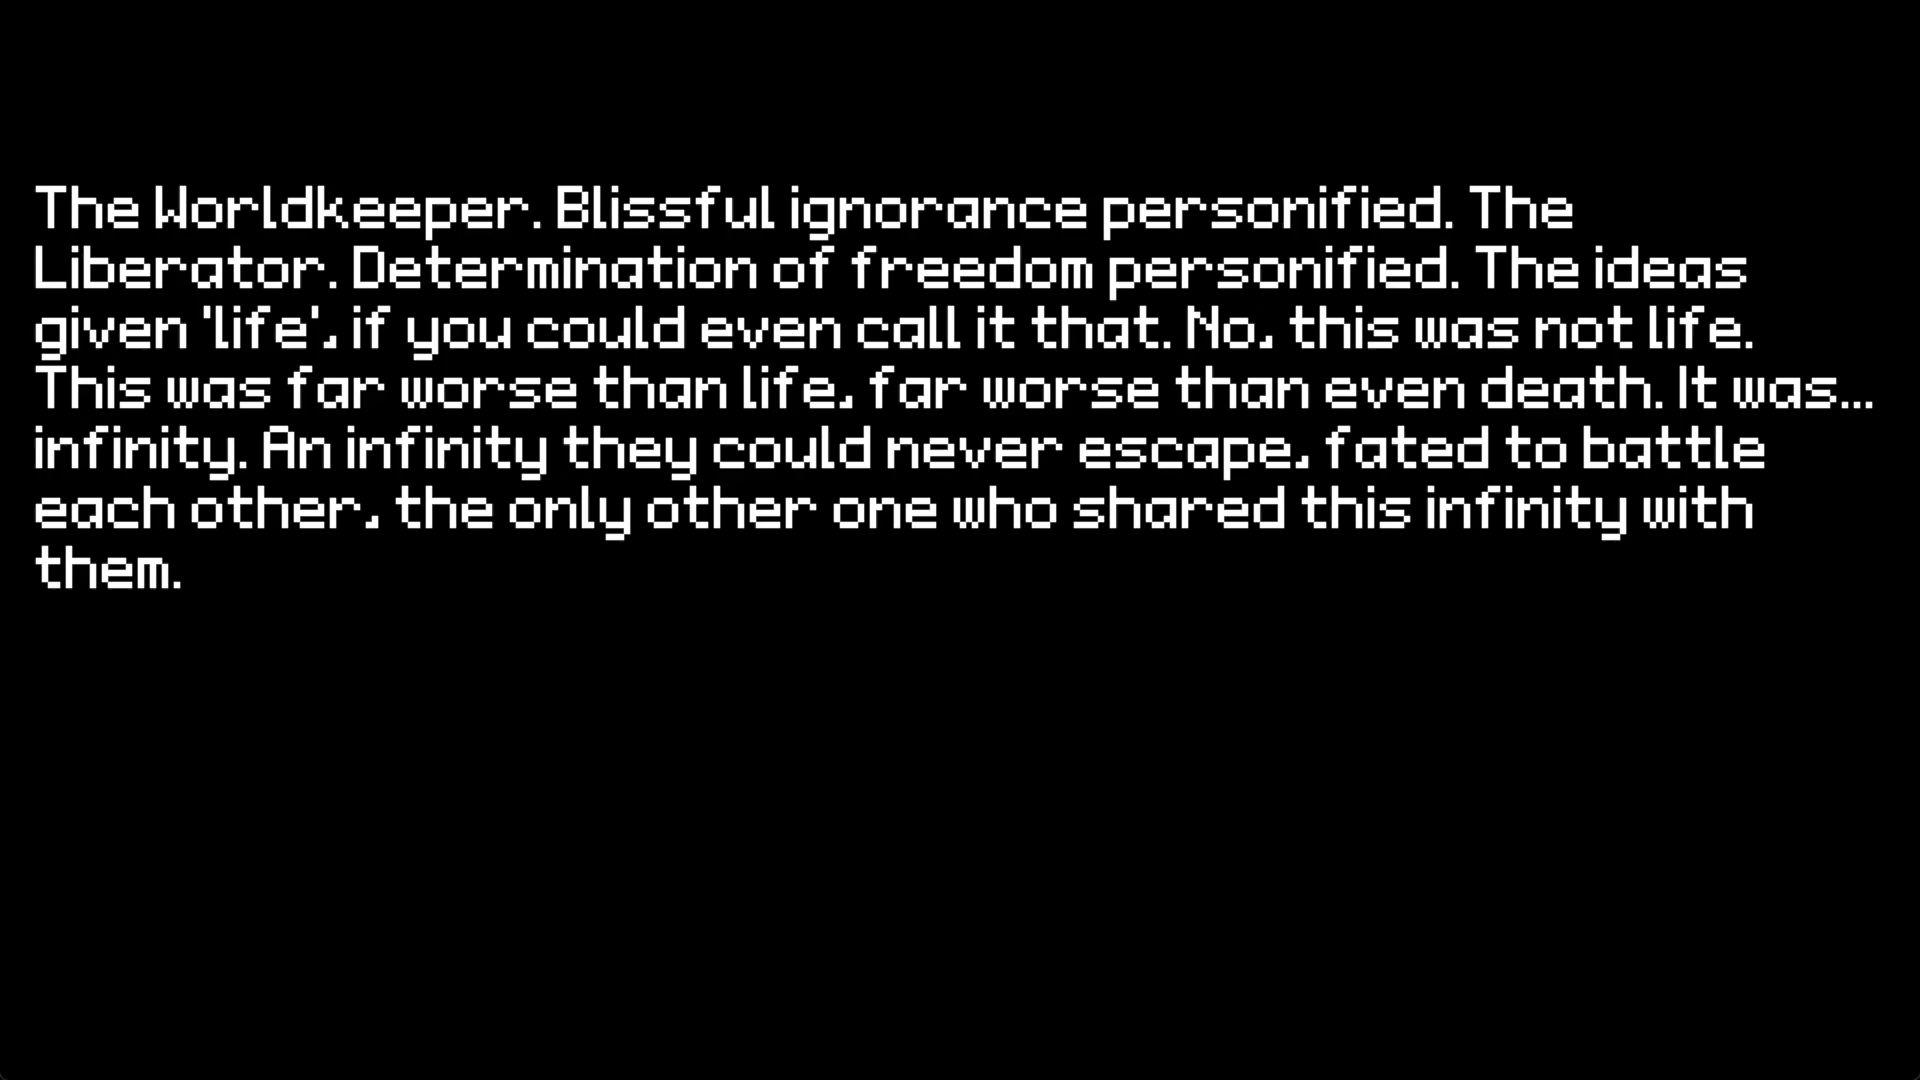 The Worldkeeper. Blissful ignorance personified. The
Liberator. Determination of freedom personified. The ideas
given 'life', if you could even call it that. No, this was not life.
This was far worse than life, far worse than even death. It was...
infinity. An infinity they could never escape, fated to battle
each other, the only other one who shared this infinity with
them.